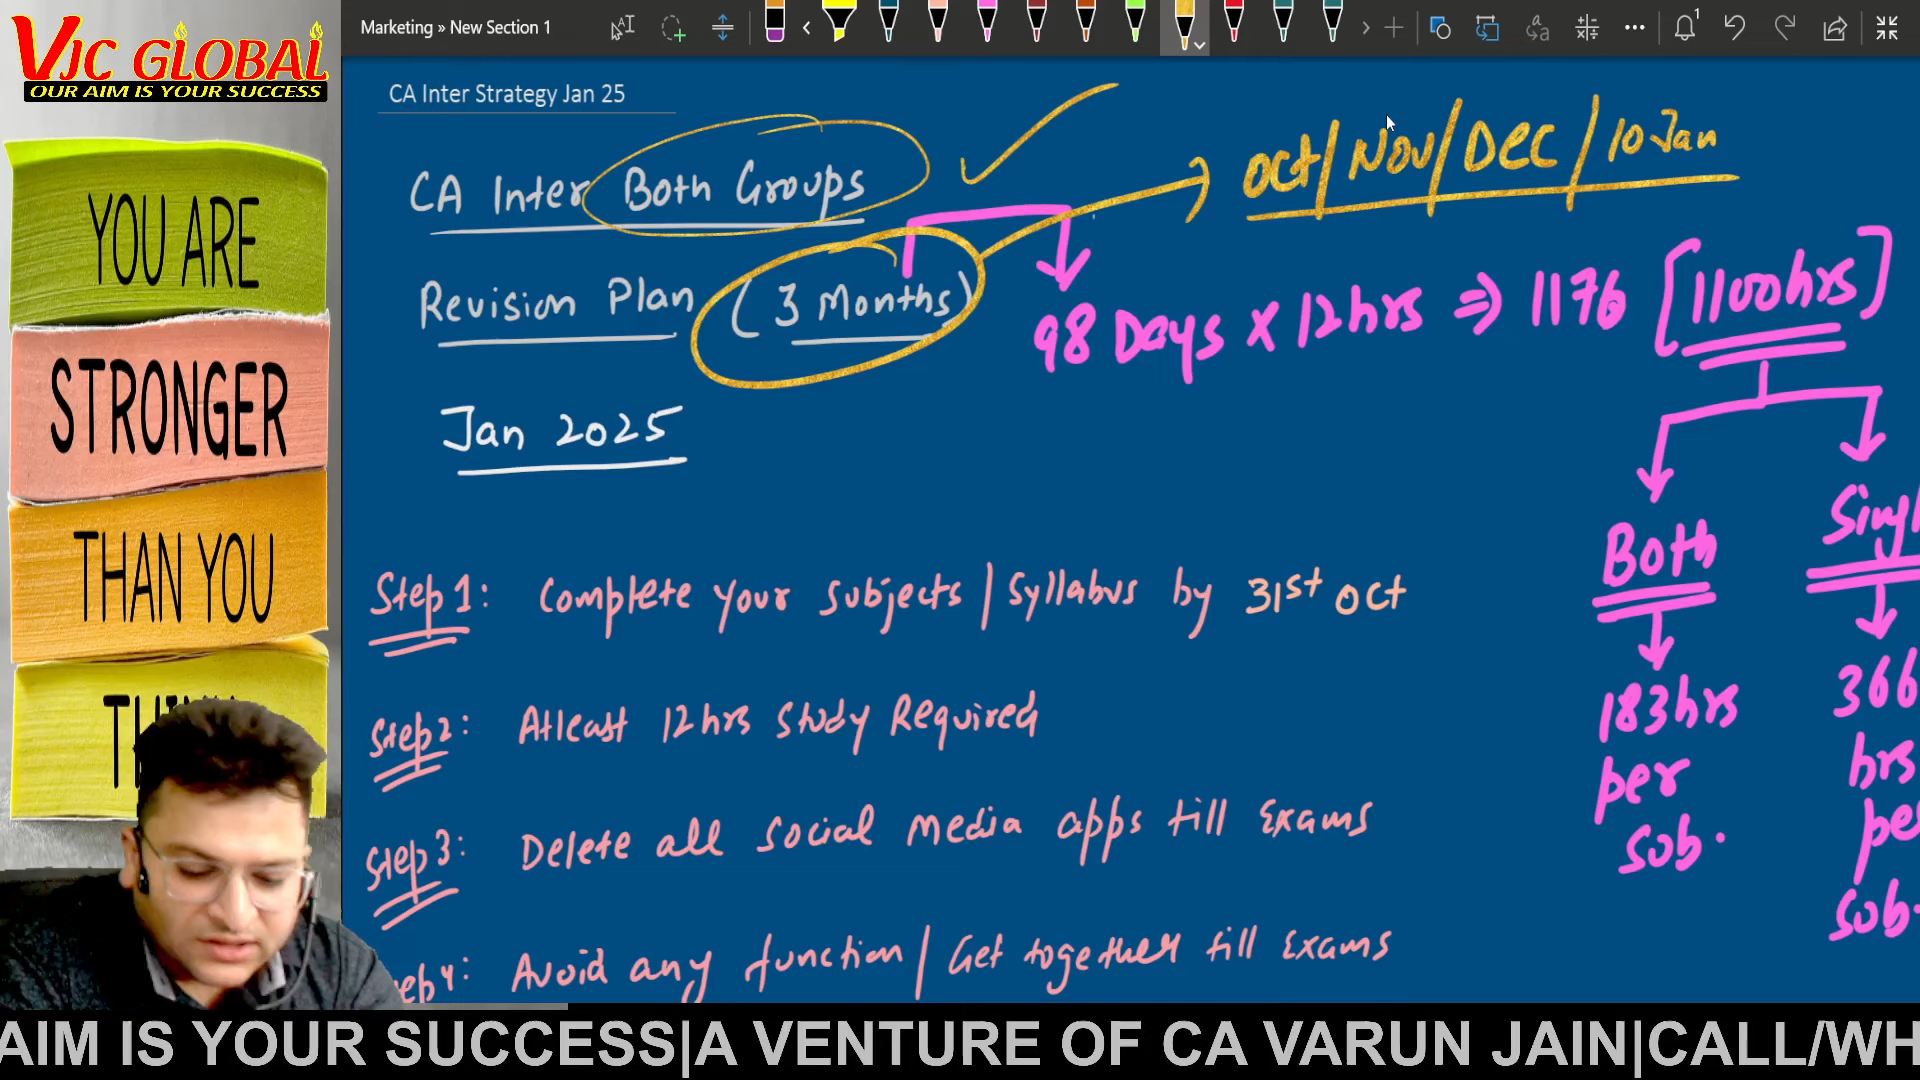 VJC GLOBAL
OUR AIM IS YOUR SUCCESS
YOU ARE
STRONGER
THAN YOU
Marketing » New Section 1
CA Inter Strategy Jan 25
CA Inter Both Groups
Oct/Nov/Dec/10 Jan
Revision Plan (3 Months)
98 Days x 12hrs ⇒ 1176 [1100hrs]
Jan 2025
Both
183hrs
per
sub.
366
hrs
sub.
Step 1: Complete your subjects/syllabus by 31st oct
Step 2: Atleast 12hrs study Required
Step 3: Delete all social media apps till Exams
Step 4: Avoid any function/Get together till Exams
AIM IS YOUR SUCCESS|A VENTURE OF CA VARUN JAIN|CALL/WH